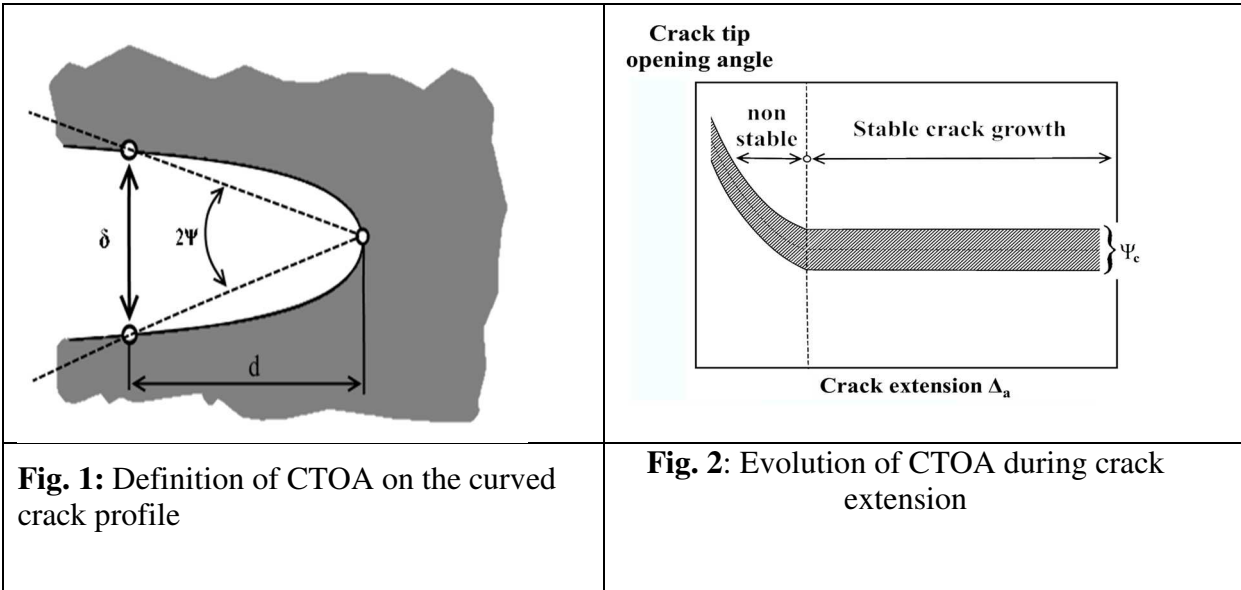 δ
2Ψ
d
Crack tip
opening angle
non
stable
Stable crack growth
Ψc
Crack extension Δa
Fig. 1: Definition of CTOA on the curved
crack profile
Fig. 2: Evolution of CTOA during crack
extension